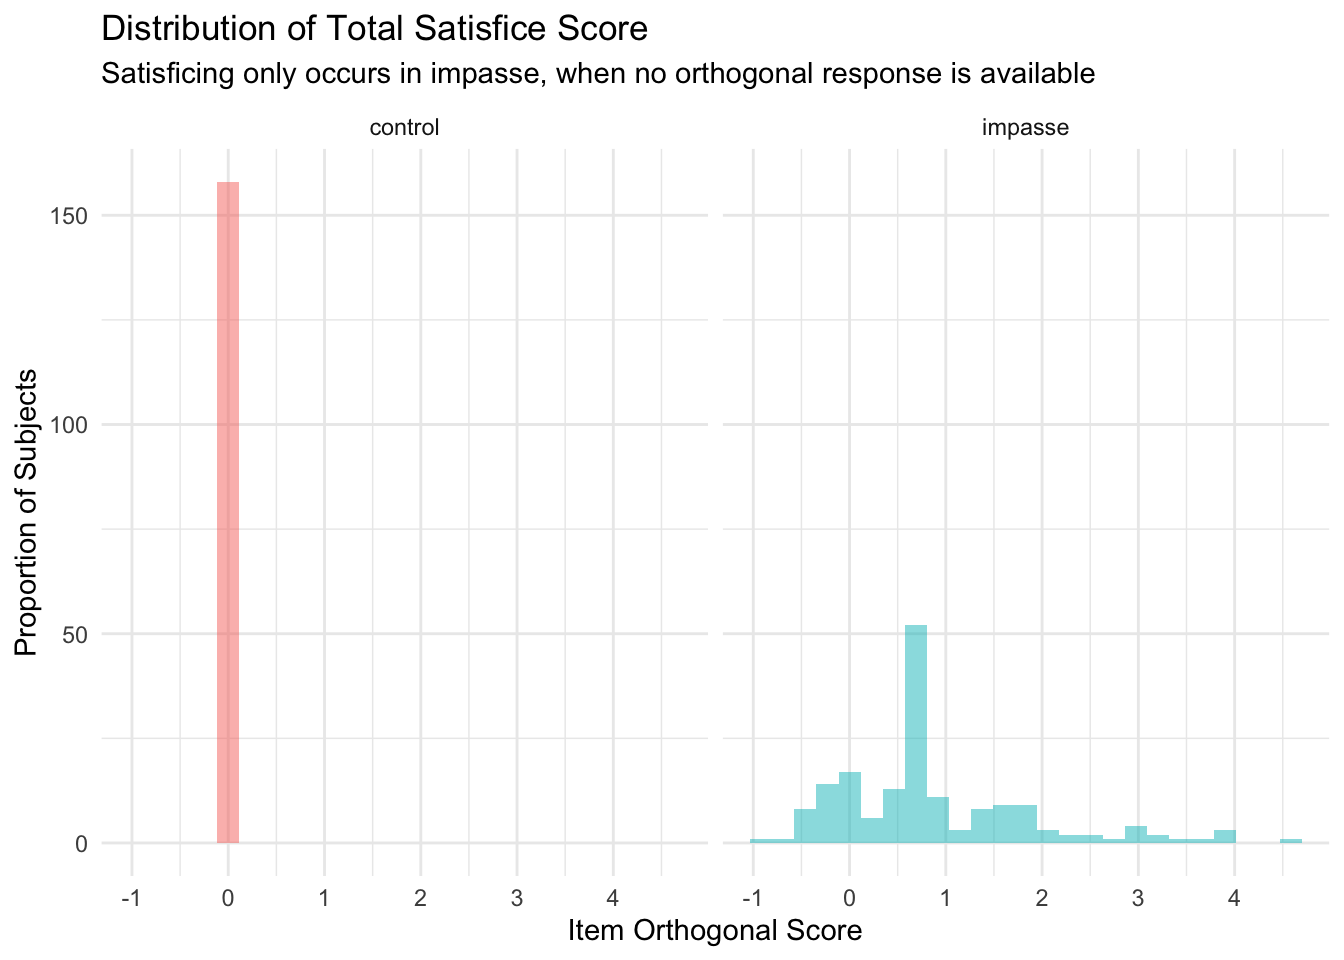 Distribution of Total Satisfice Score
Satisficing only occurs in impasse, when no orthogonal response is available
control
impasse
Proportion of Subjects
150
100
50
0
-1 0 1 2 3 4
-1 0 1 2 3 4
Item Orthogonal Score